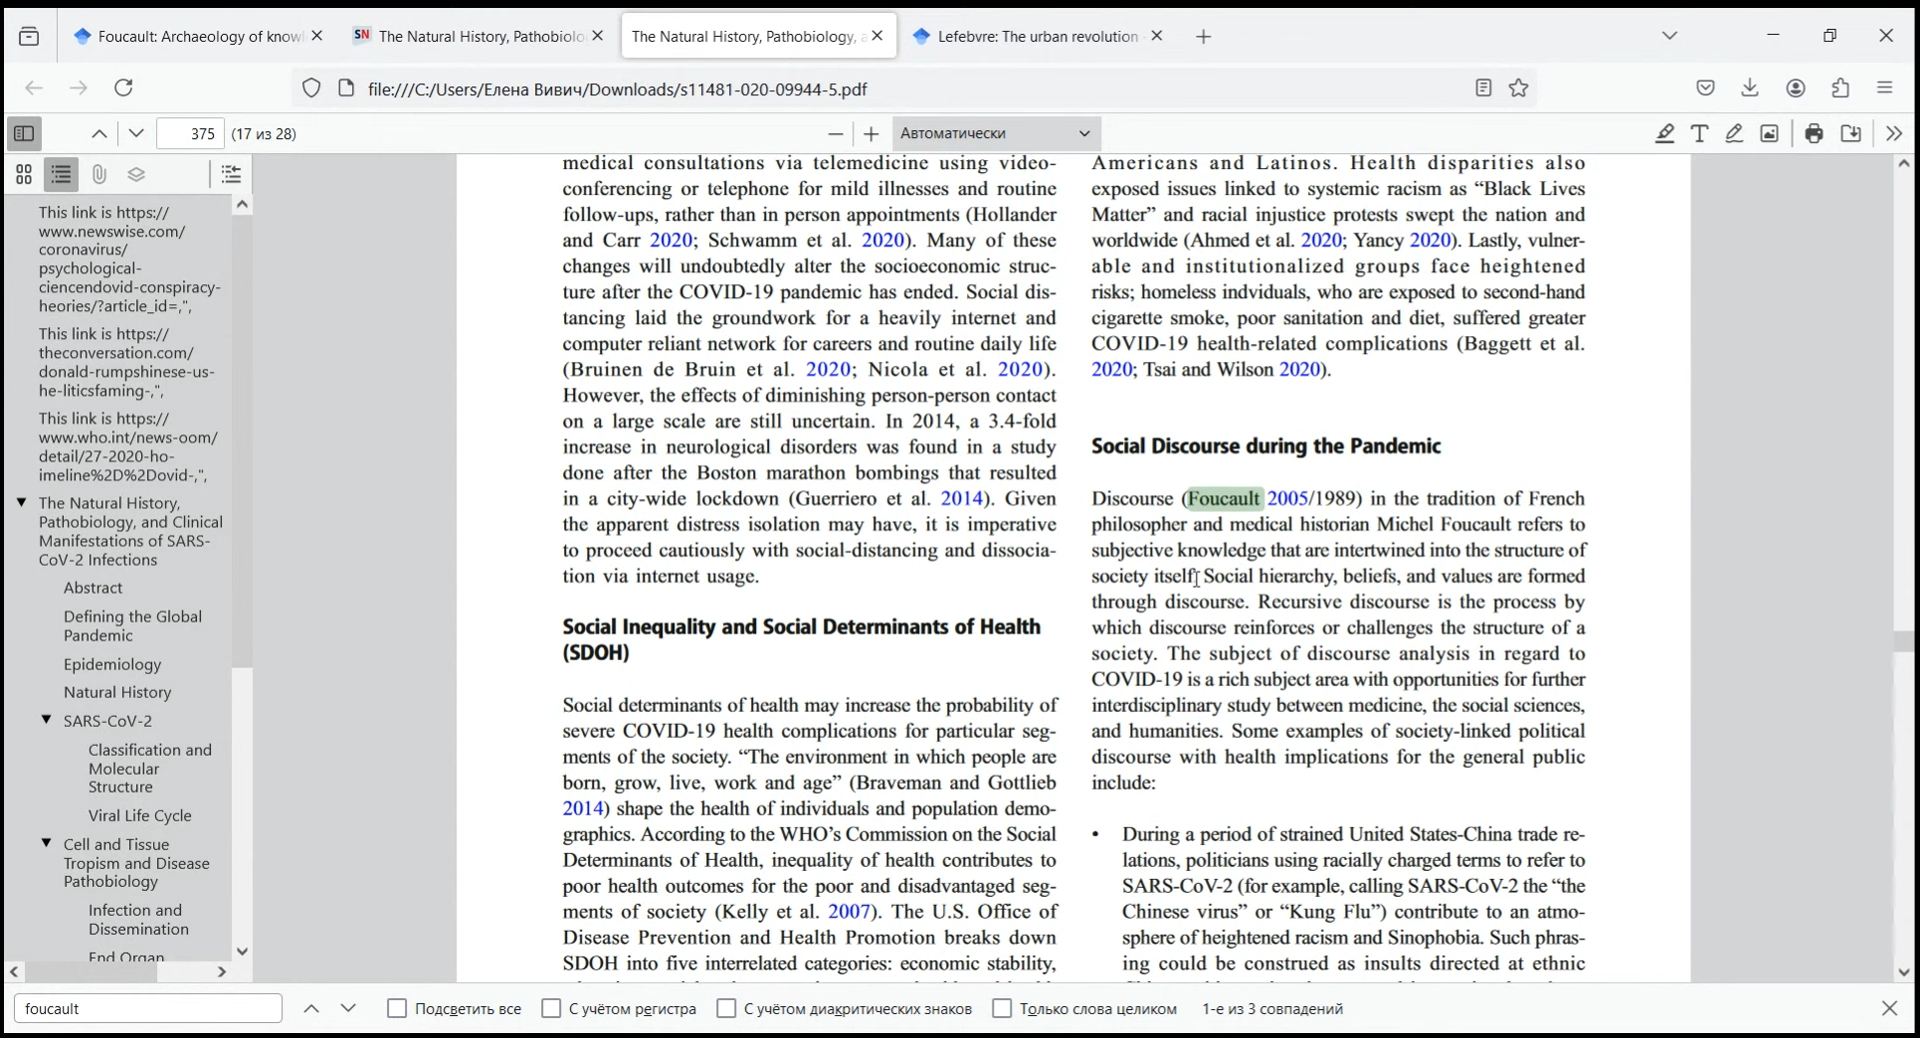 Foucault: Archaeology of knowl
SN The Natural History, Pathobiolo
The Natural History, Pathobiology, a
Lefebvre: The urban revolution -
file:///C:/Users/Елена Вивич/Downloads/s11481-020-09944-5.pdf
375 (17 из 28)
Автоматически
This link is https://
www.newswise.com/
coronavirus/
psychological-
ciencendovid-conspiracy-
heories/?article_id=,",
This link is https://
theconversation.com/
donald-rumpshinese-us-
he-liticsfaming-,",
This link is https://
www.who.int/news-oom/
detail/27-2020-ho-
imeline%2D%2Dovid-,",
The Natural History,
Pathobiology, and Clinical
Manifestations of SARS-
CoV-2 Infections
Abstract
Defining the Global
Pandemic
Epidemiology
Natural History
SARS-CoV-2
Classification and
Molecular
Structure
Viral Life Cycle
Cell and Tissue
Tropism and Disease
Pathobiology
Infection and
Dissemination
End Organ
medical consultations via telemedicine using video-
conferencing or telephone for mild illnesses and routine
follow-ups, rather than in person appointments (Hollander
and Carr 2020; Schwamm et al. 2020). Many of these
changes will undoubtedly alter the socioeconomic struc-
ture after the COVID-19 pandemic has ended. Social dis-
tancing laid the groundwork for a heavily internet and
computer reliant network for careers and routine daily life
(Bruinen de Bruin et al. 2020; Nicola et al. 2020).
However, the effects of diminishing person-person contact
on a large scale are still uncertain. In 2014, a 3.4-fold
increase in neurological disorders was found in a study
done after the Boston marathon bombings that resulted
in a city-wide lockdown (Guerriero et al. 2014). Given
the apparent distress isolation may have, it is imperative
to proceed cautiously with social-distancing and dissocia-
tion via internet usage.
Social Inequality and Social Determinants of Health
(SDOH)
Social determinants of health may increase the probability of
severe COVID-19 health complications for particular seg-
ments of the society. “The environment in which people are
born, grow, live, work and age” (Braveman and Gottlieb
2014) shape the health of individuals and population demo-
graphics. According to the WHO’s Commission on the Social
Determinants of Health, inequality of health contributes to
poor health outcomes for the poor and disadvantaged seg-
ments of society (Kelly et al. 2007). The U.S. Office of
Disease Prevention and Health Promotion breaks down
SDOH into five interrelated categories: economic stability,
Americans and Latinos. Health disparities also
exposed issues linked to systemic racism as “Black Lives
Matter” and racial injustice protests swept the nation and
worldwide (Ahmed et al. 2020; Yancy 2020). Lastly, vulner-
able and institutionalized groups face heightened
risks; homeless indviduals, who are exposed to second-hand
cigarette smoke, poor sanitation and diet, suffered greater
COVID-19 health-related complications (Baggett et al.
2020; Tsai and Wilson 2020).
Social Discourse during the Pandemic
Discourse (Foucault 2005/1989) in the tradition of French
philosopher and medical historian Michel Foucault refers to
subjective knowledge that are intertwined into the structure of
society itself. Social hierarchy, beliefs, and values are formed
through discourse. Recursive discourse is the process by
which discourse reinforces or challenges the structure of a
society. The subject of discourse analysis in regard to
COVID-19 is a rich subject area with opportunities for further
interdisciplinary study between medicine, the social sciences,
and humanities. Some examples of society-linked political
discourse with health implications for the general public
include:
• During a period of strained United States-China trade re-
lations, politicians using racially charged terms to refer to
SARS-CoV-2 (for example, calling SARS-CoV-2 the “the
Chinese virus” or “Kung Flu”) contribute to an atmo-
sphere of heightened racism and Sinophobia. Such phras-
ing could be construed as insults directed at ethnic
foucault
Подсветить все
С учётом регистра
С учётом диакритических знаков
Только слова целиком
1-е из 3 совпадений